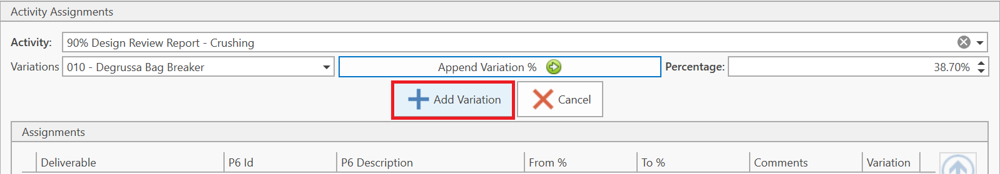 Activity Assignments
Activity: 90% Design Review Report - Crushing
Variations 010 - Degrussa Bag Breaker Append Variation % Percentage: 38.70%
Add Variation Cancel
Assignments
Deliverable P6 Id P6 Description From % To % Comments Variation